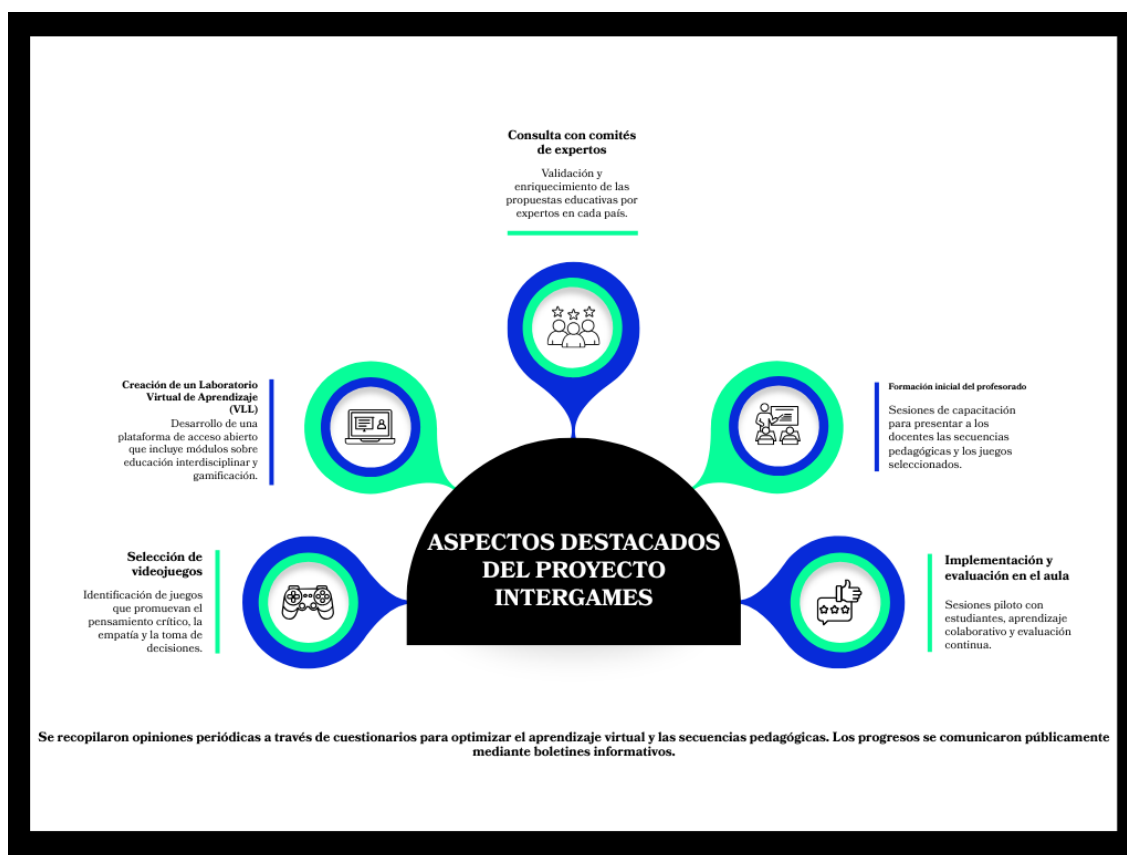 Consulta con comités
de expertos
Validación y
enriquecimiento de las
propuestas educativas por
expertos en cada país.
Creación de un Laboratorio
Virtual de Aprendizaje
(VLL)
Desarrollo de una
plataforma de acceso abierto
que incluye módulos sobre
educación interdisciplinar y
gamificación.
Formación inicial del profesorado
Sesiones de capacitación
para presentar a los
docentes las secuencias
pedagógicas y los juegos
seleccionados.
Selección de
videojuegos
Identificación de juegos
que promuevan el
pensamiento crítico, la
empatía y la toma de
decisiones.
ASPECTOS DESTACADOS
DEL PROYECTO
INTERGAMES
Implementación y
evaluación en el aula
Sesiones piloto con
estudiantes, aprendizaje
colaborativo y evaluación
continua.
Se recopilaron opiniones periódicas a través de cuestionarios para optimizar el aprendizaje virtual y las secuencias pedagógicas. Los progresos se comunicaron públicamente
mediante boletines informativos.